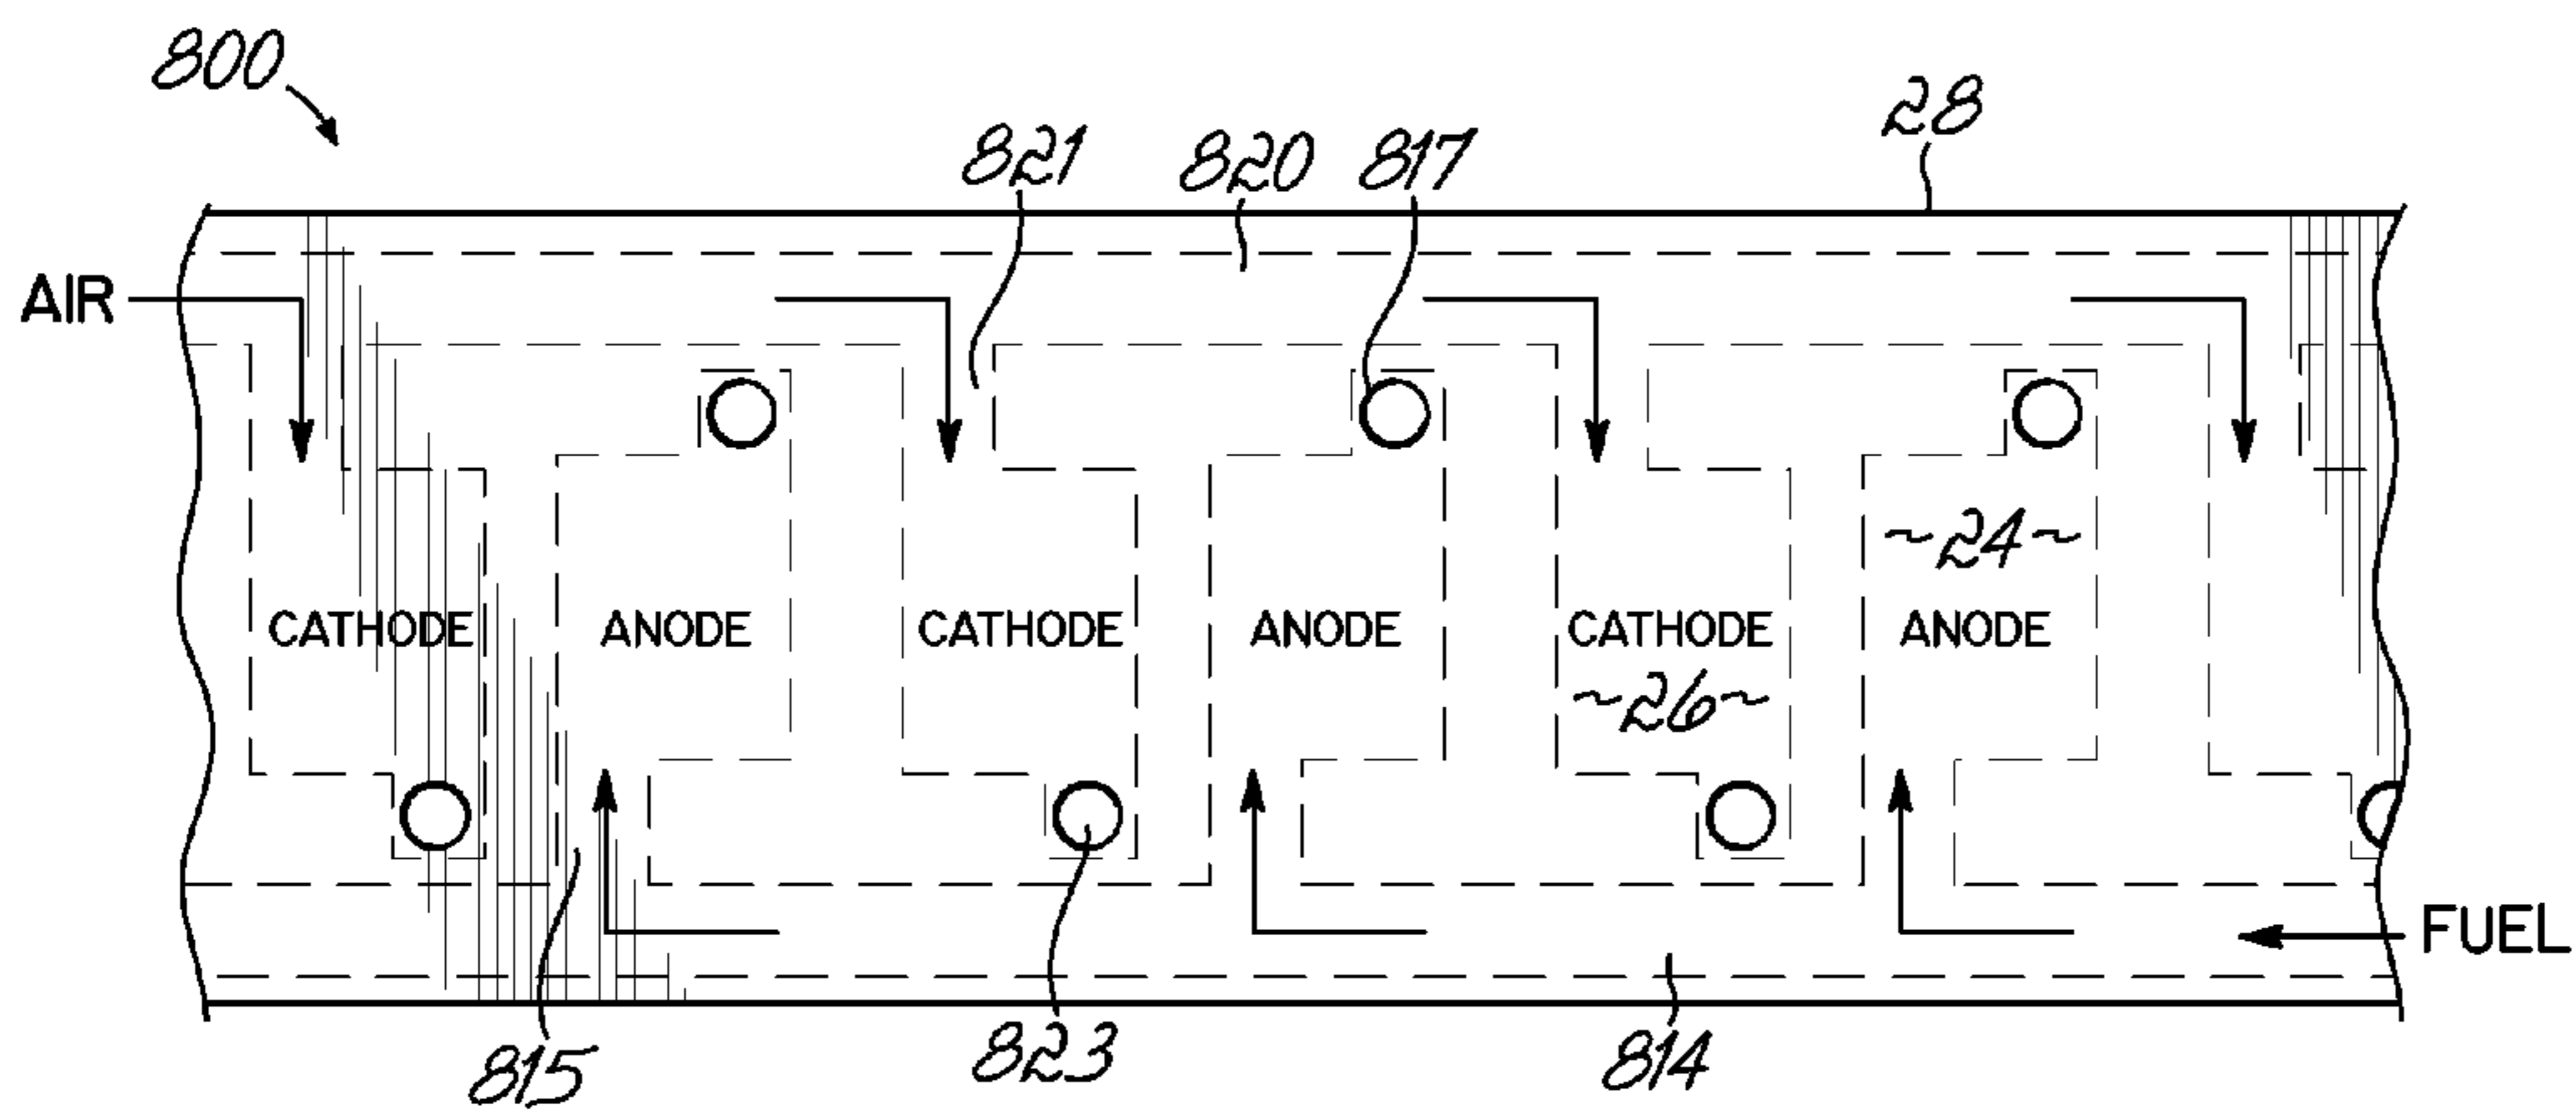 800
821
820
817
28
AIR
~24~
CATHODE
ANODE
CATHODE
ANODE
CATHODE
ANODE
~26~
FUEL
815
823
814